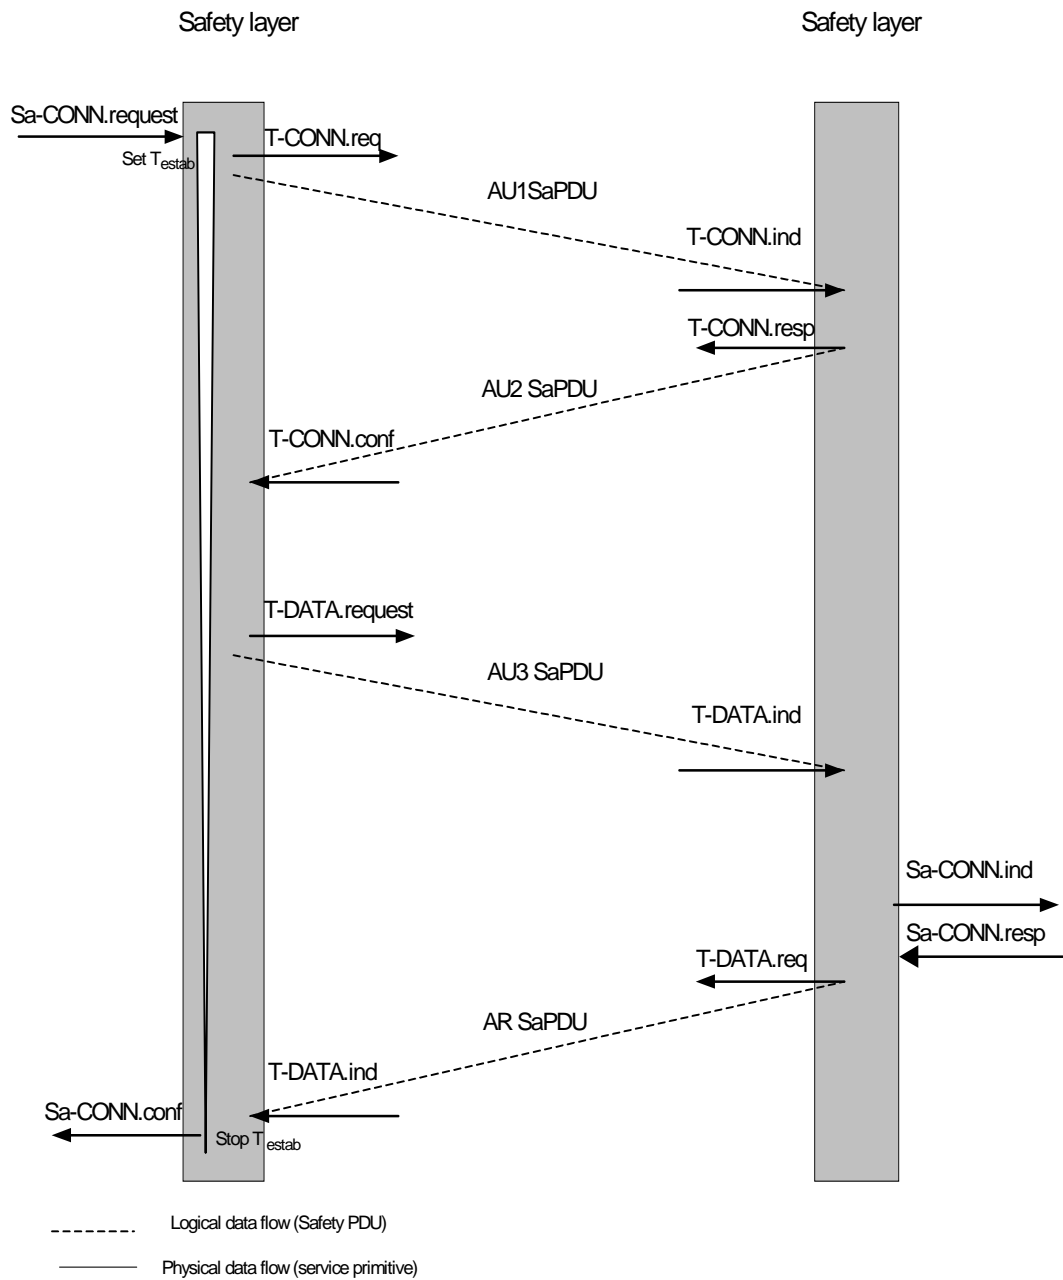 Safety layer
Safety layer
Sa-CONN.request
T-CONN.req
Set Testab
AU1SaPDU
T-CONN.ind
T-CONN.resp
AU2 SaPDU
T-CONN.conf
T-DATA.request
AU3 SaPDU
T-DATA.ind
Sa-CONN.ind
Sa-CONN.resp
T-DATA.req
AR SaPDU
T-DATA.ind
Sa-CONN.conf
Stop T estab
Logical data flow (Safety PDU)
Physical data flow (service primitive)